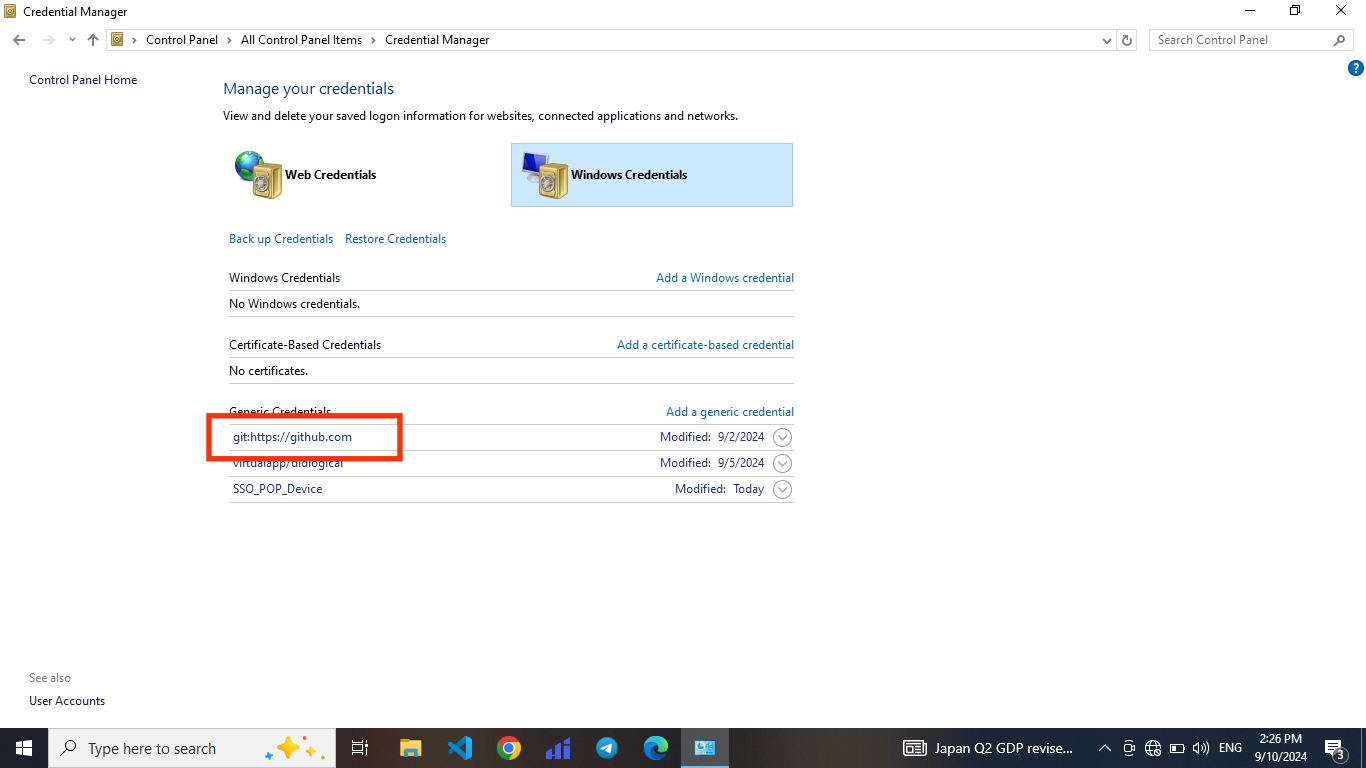 Credential Manager
Control Panel > All Control Panel Items > Credential Manager
Search Control Panel
?
Control Panel Home
Manage your credentials
View and delete your saved logon information for websites, connected applications and networks.
Web Credentials
Windows Credentials
Back up Credentials Restore Credentials
Windows Credentials Add a Windows credential
No Windows credentials.
Certificate-Based Credentials Add a certificate-based credential
No certificates.
Generic Credentials Add a generic credential
git:https://github.com Modified: 9/2/2024
virtualapp/didlogical Modified: 9/5/2024
SSO_POP_Device Modified: Today
See also
User Accounts
Type here to search
Japan Q2 GDP revise...
ENG
2:26 PM
9/10/2024
3